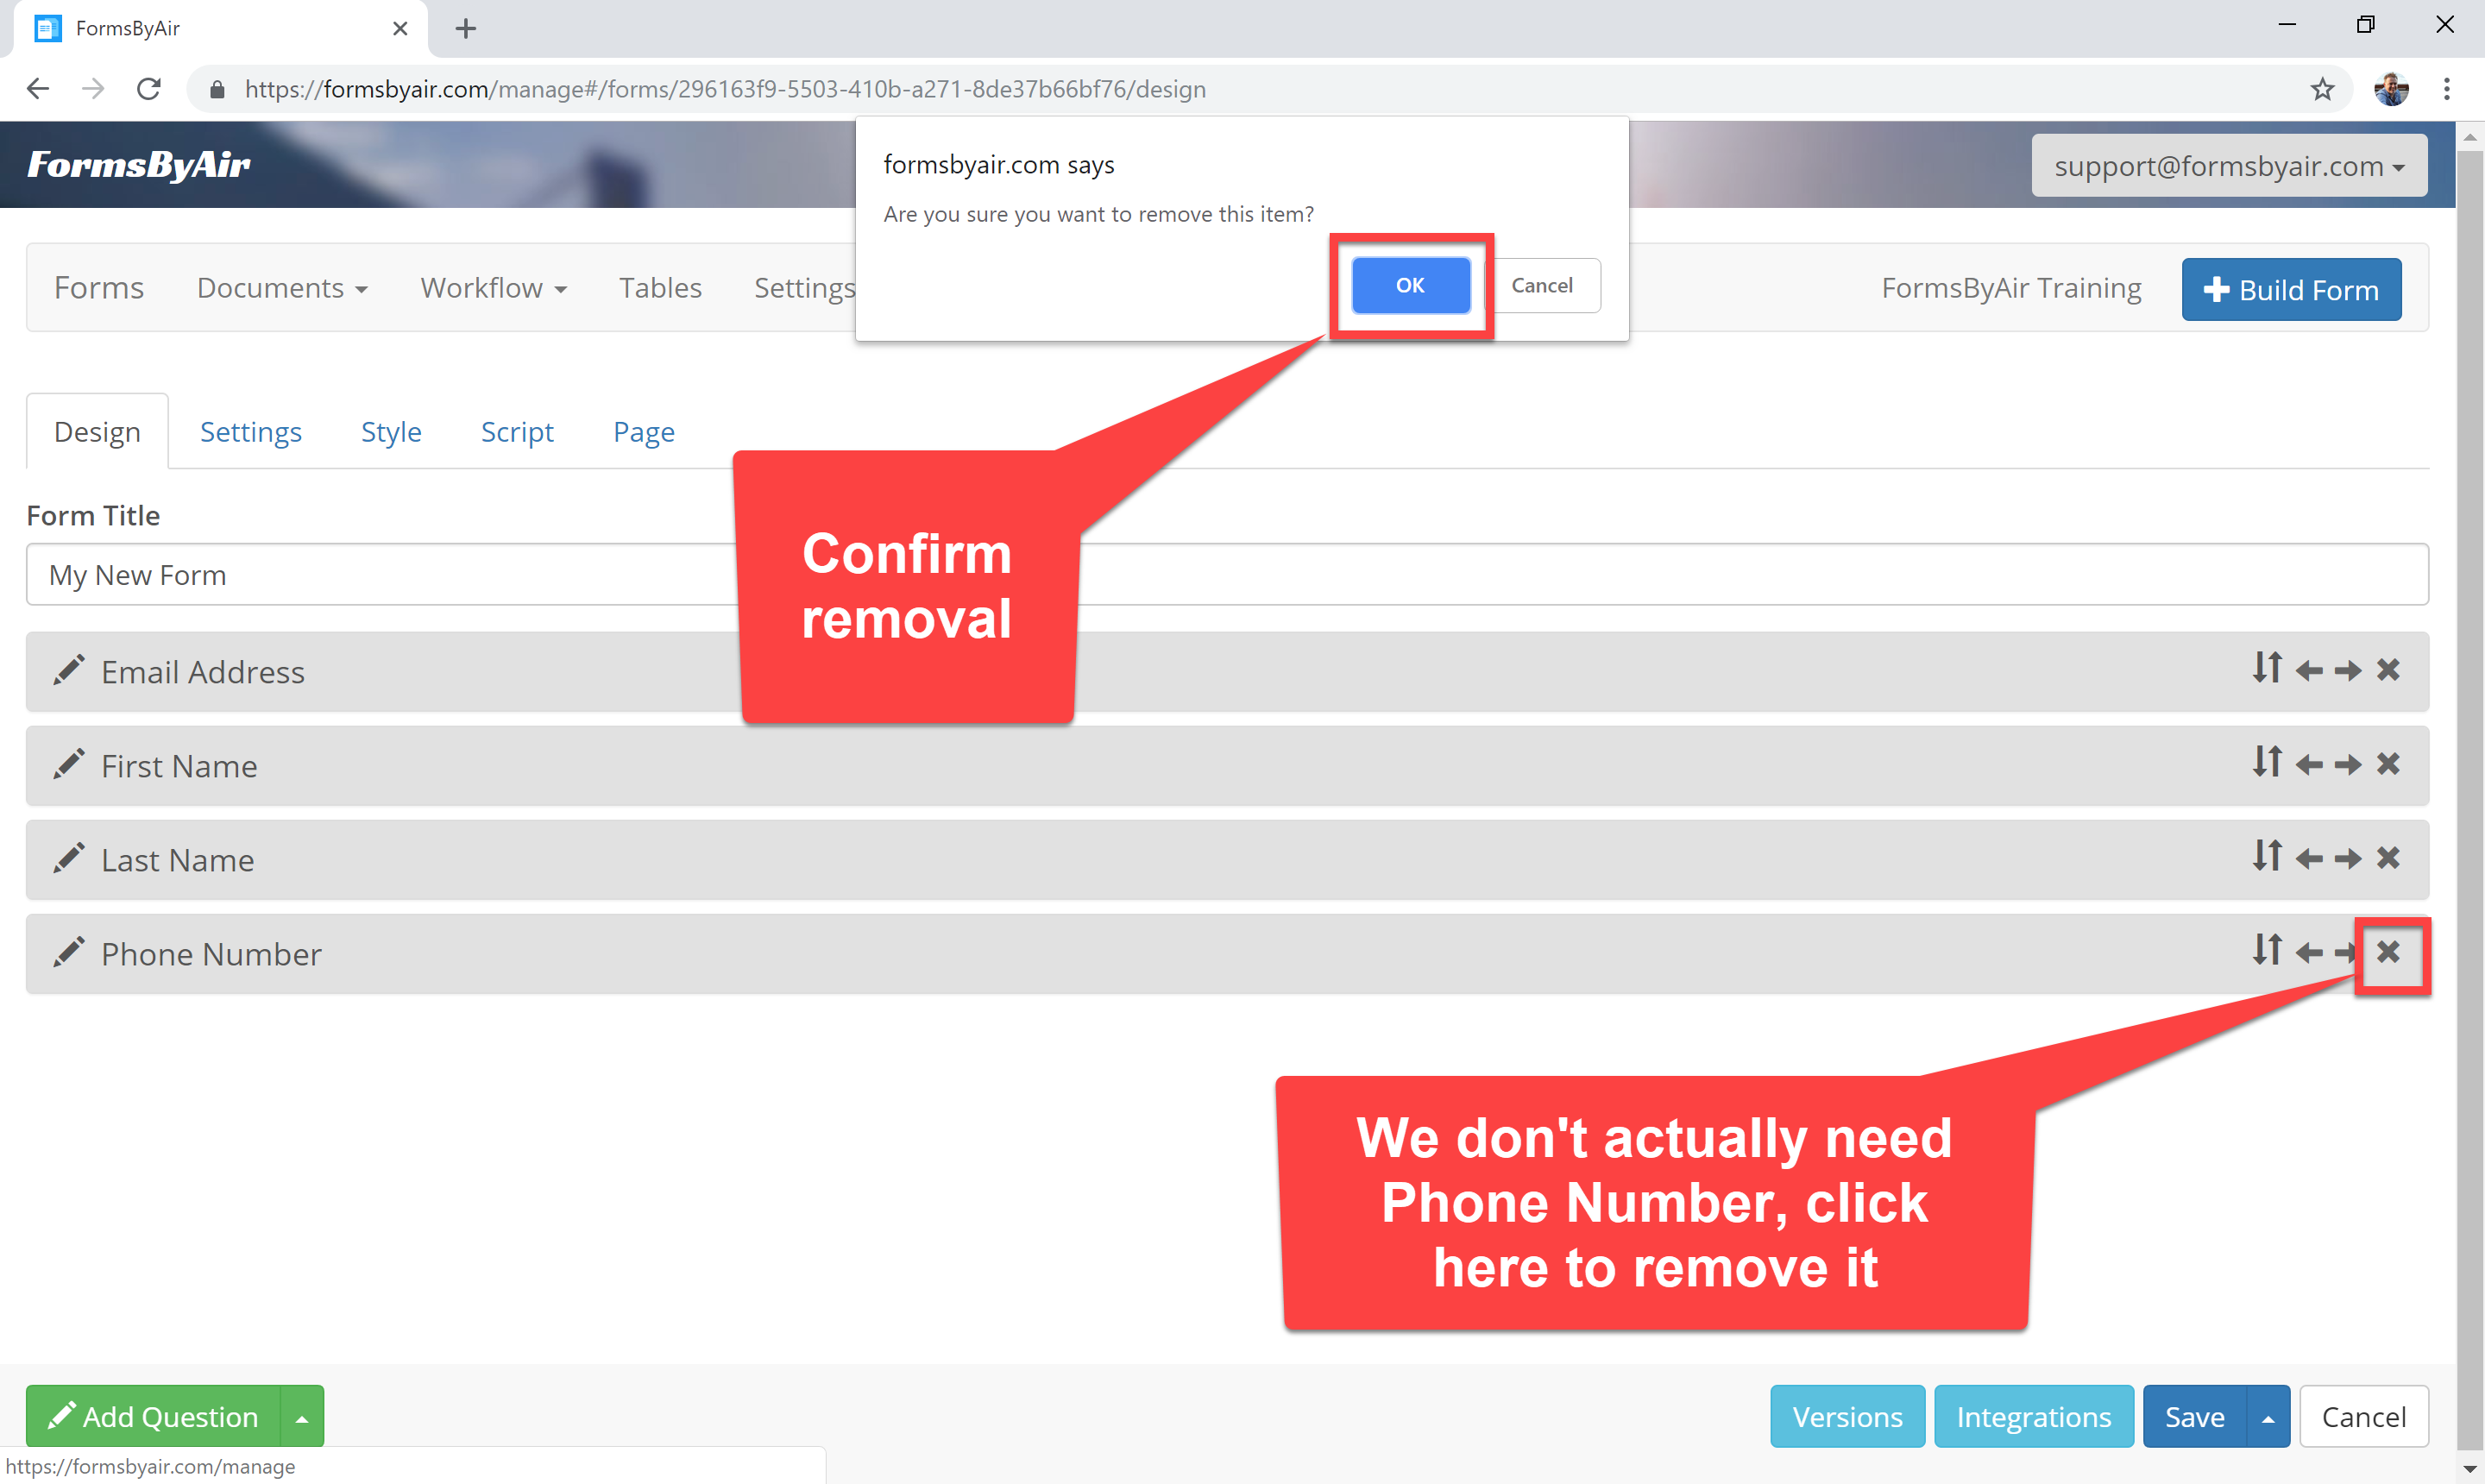 FormsByAir
https://formsbyair.com/manage#/forms/296163f9-5503-410b-a271-8de37b66bf76/design
FormsByAir
support@formsbyair.com
formsbyair.com says
Are you sure you want to remove this item?
OK
Cancel
Forms Documents Workflow Tables Settings FormsByAir Training Build Form
Design Settings Style Script Page
Form Title
My New Form
Confirm
removal
Email Address
First Name
Last Name
Phone Number
We don't actually need
Phone Number, click
here to remove it
Add Question Versions Integrations Save Cancel
https://formsbyair.com/manage